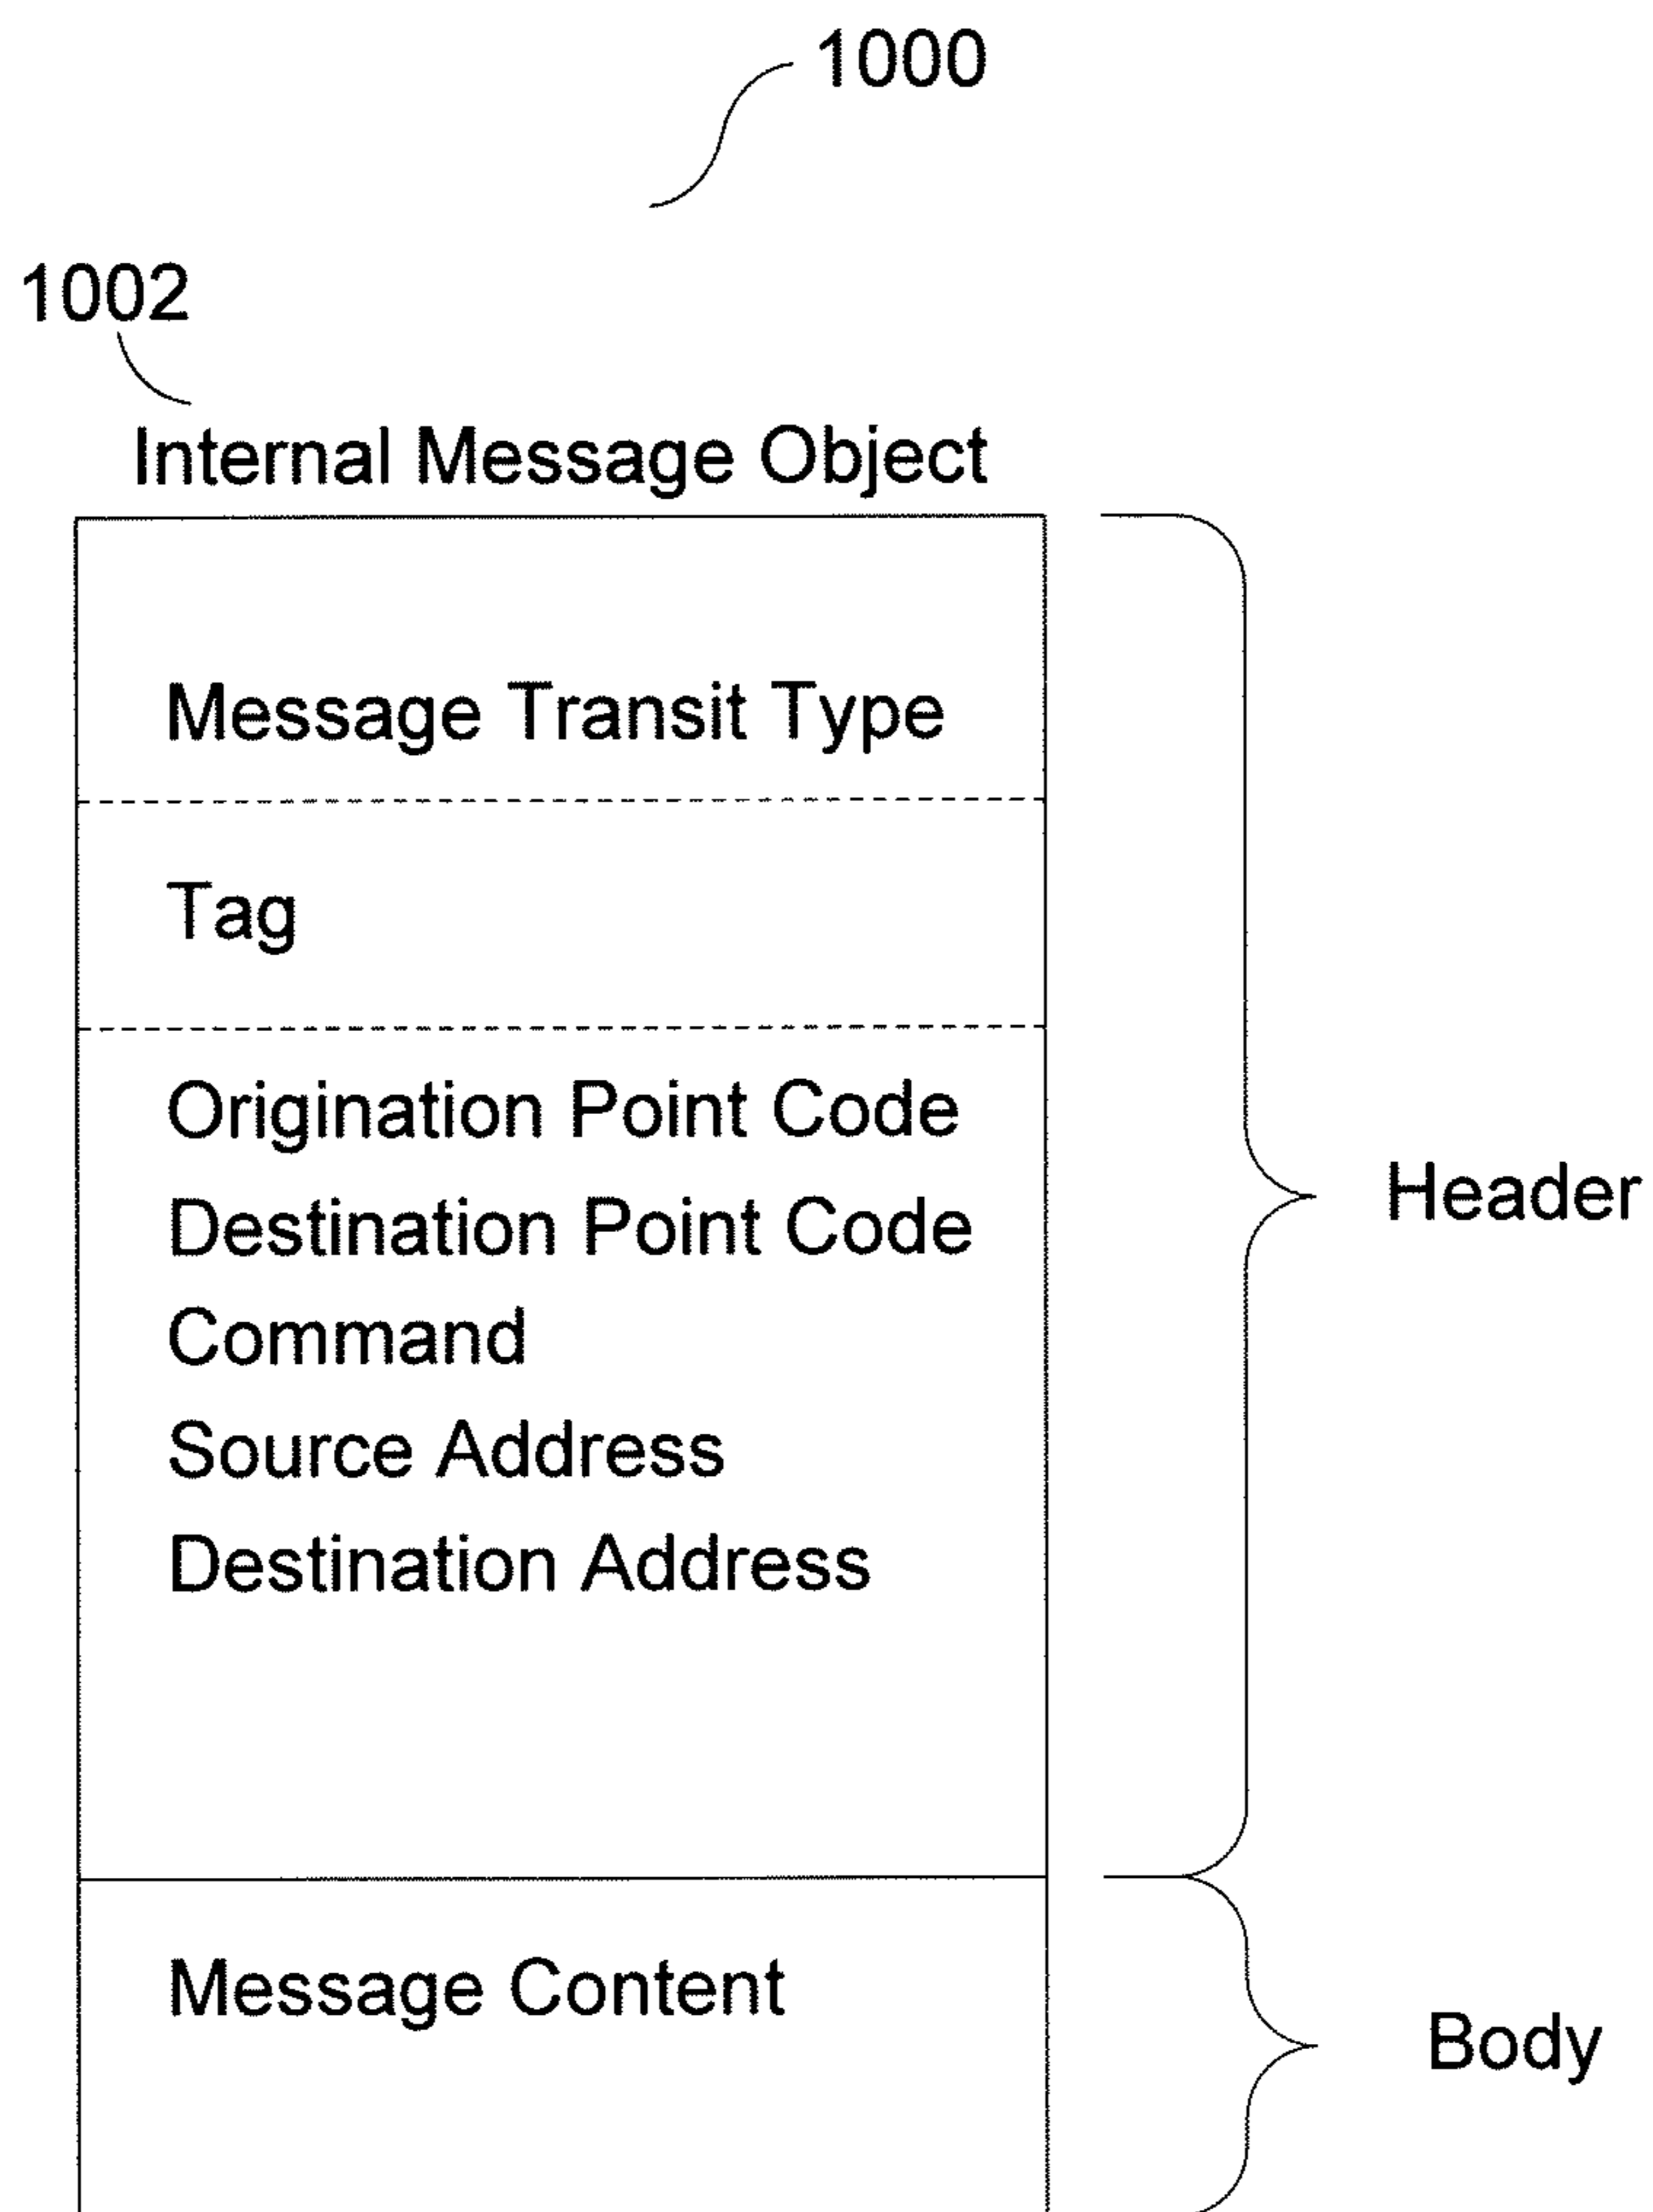 1000
1002
Internal Message Object
Message Transit Type
Tag
Origination Point Code
Destination Point Code
Command
Source Address
Destination Address
Header
Message Content
Body